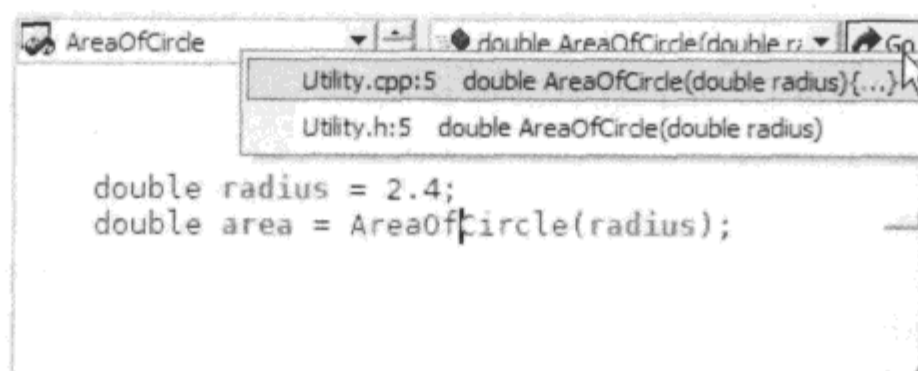 AreaOfCircle double AreaOfCircle(double ra Go
Utility.cpp:5 double AreaOfCircle(double radius){...}
Utility.h:5 double AreaOfCircle(double radius)
double radius = 2.4;
double area = AreaOfCircle(radius);